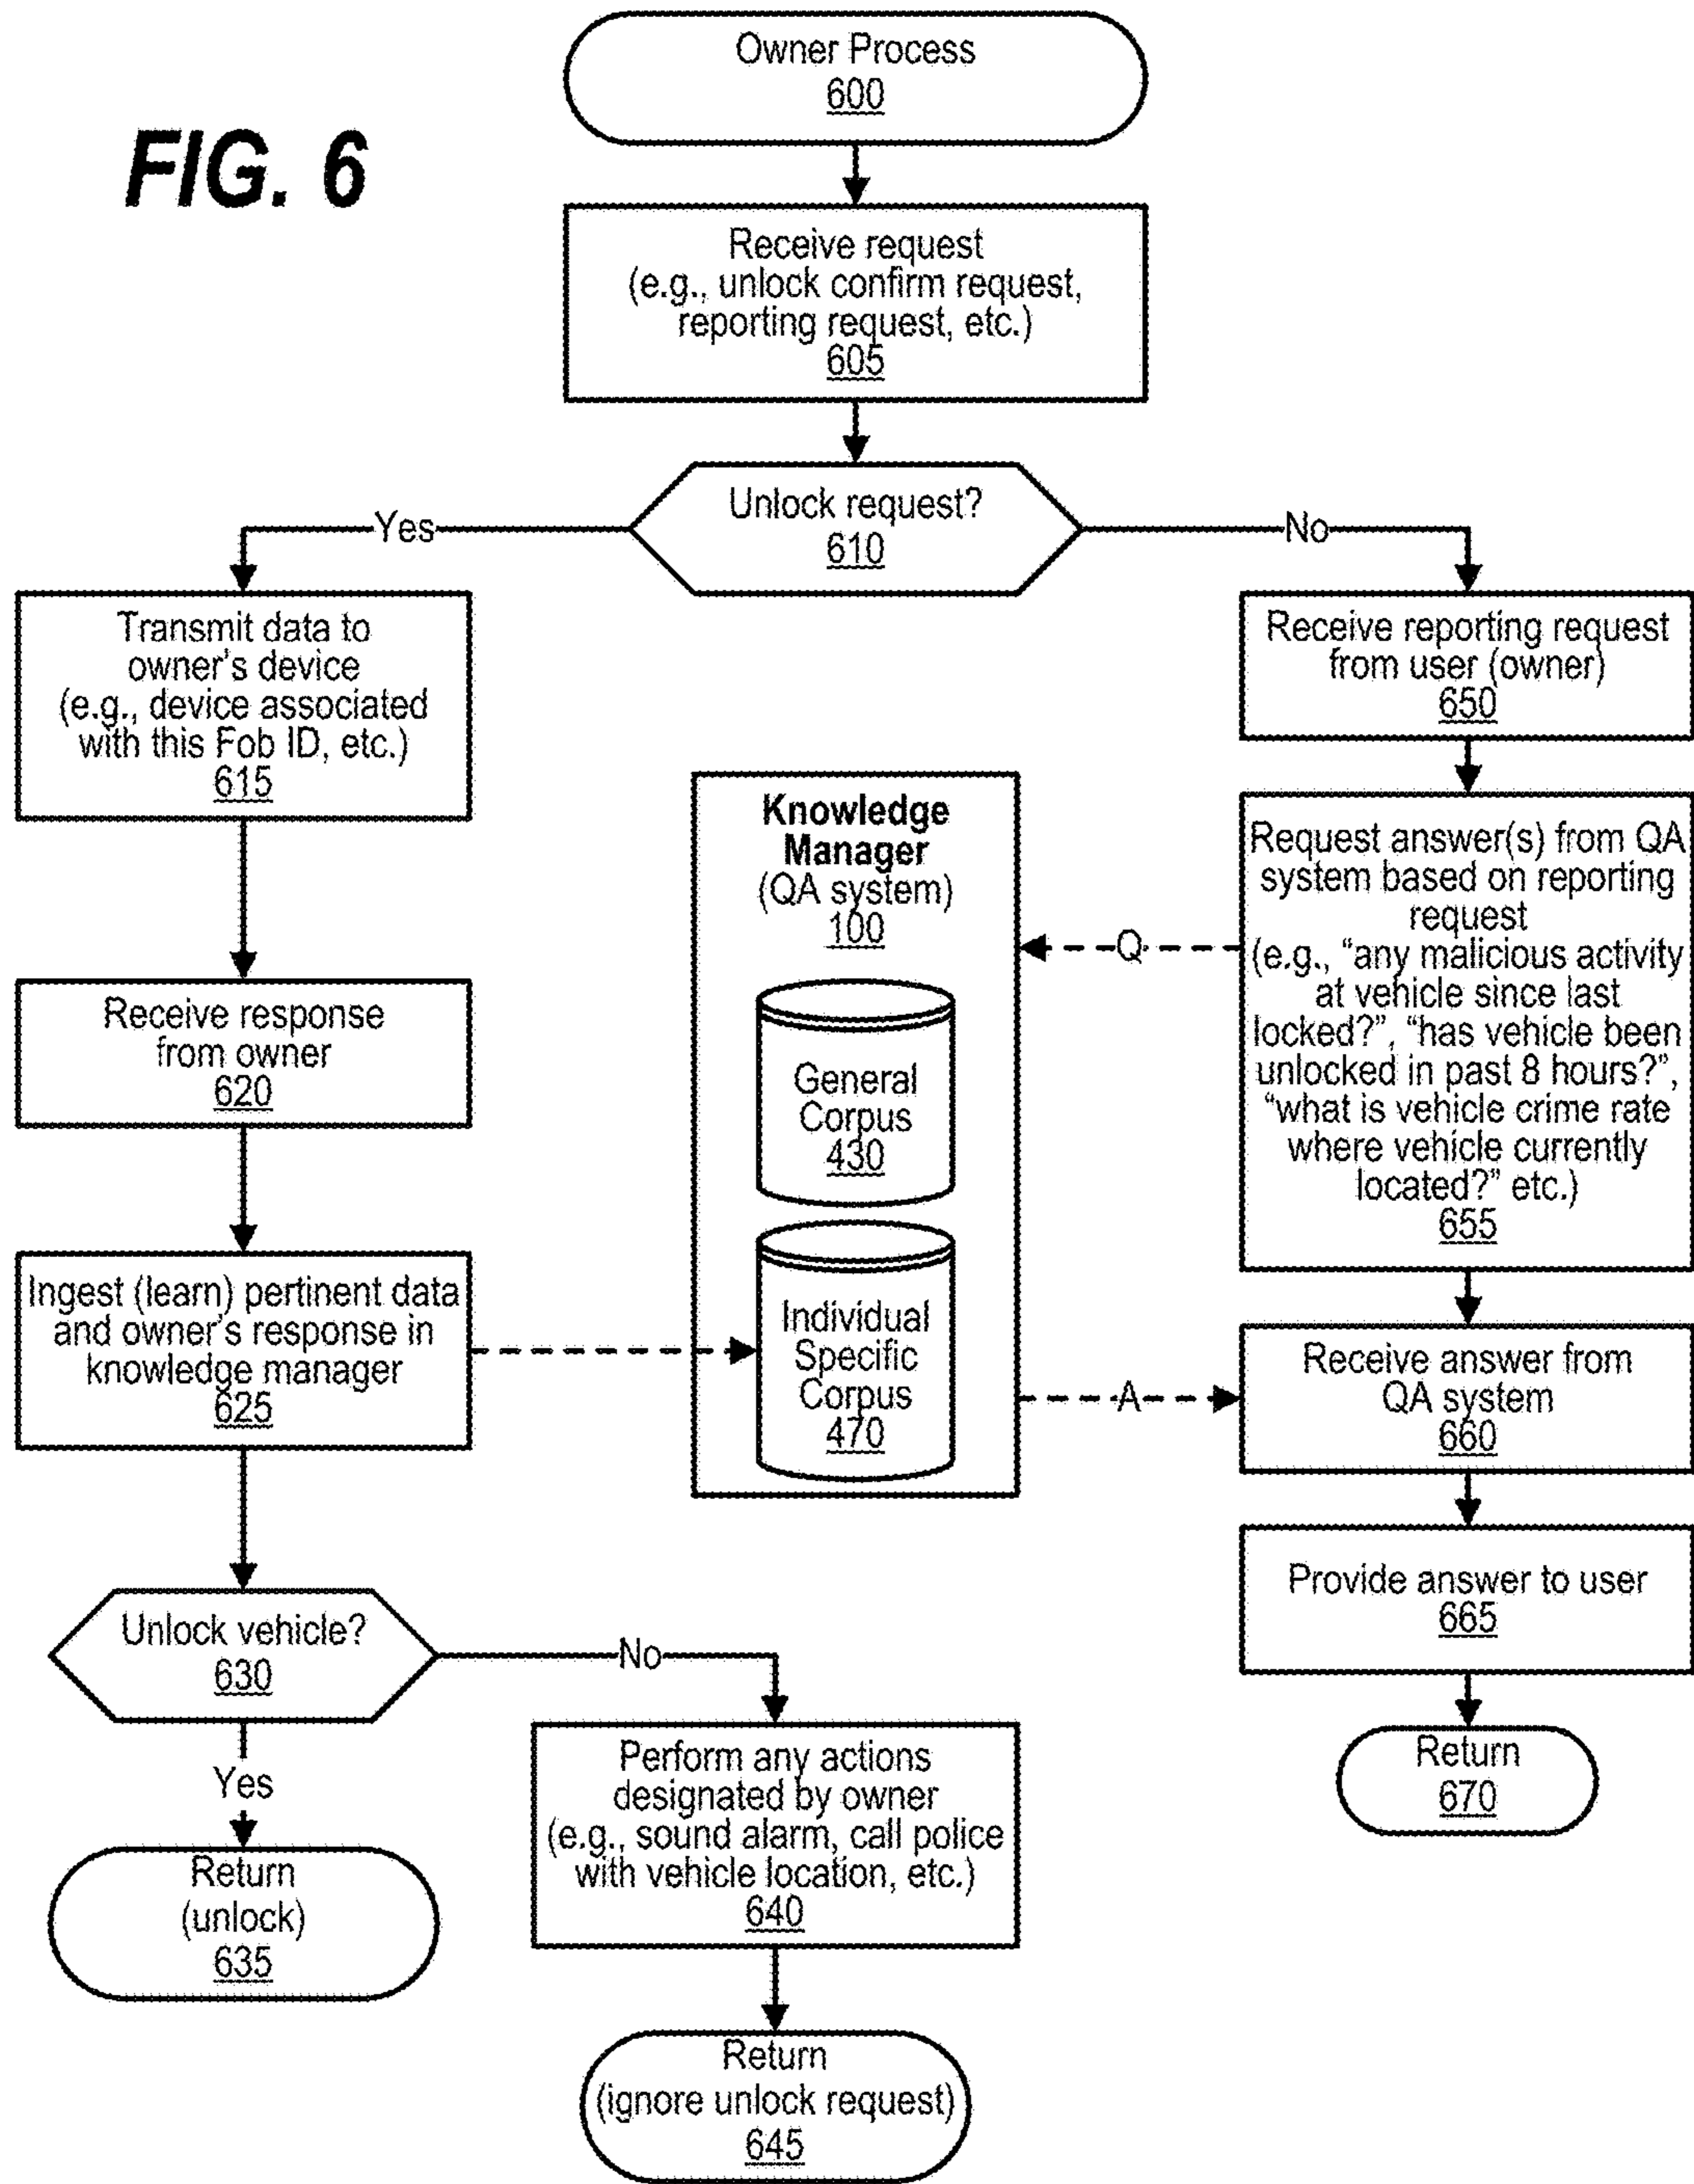 FIG. 6
Owner Process
600
Receive request
(e.g., unlock confirm request,
reporting request, etc.)
605
Unlock request?
610
Yes
No
Transmit data to
owner's device
(e.g., device associated
with this Fob ID, etc.)
615
Receive response
from owner
620
Ingest (learn) pertinent data
and owner's response in
knowledge manager
625
Unlock vehicle?
630
Yes
No
Return
(unlock)
635
Perform any actions
designated by owner
(e.g., sound alarm, call police
with vehicle location, etc.)
640
Return
(ignore unlock request)
645
Knowledge
Manager
(QA system)
100
General
Corpus
430
Individual
Specific
Corpus
470
Q
A
Receive reporting request
from user (owner)
650
Request answer(s) from QA
system based on reporting
request
(e.g., “any malicious activity
at vehicle since last
locked?”, “has vehicle been
unlocked in past 8 hours?”,
“what is vehicle crime rate
where vehicle currently
located?” etc.)
655
Receive answer from
QA system
660
Provide answer to user
665
Return
670